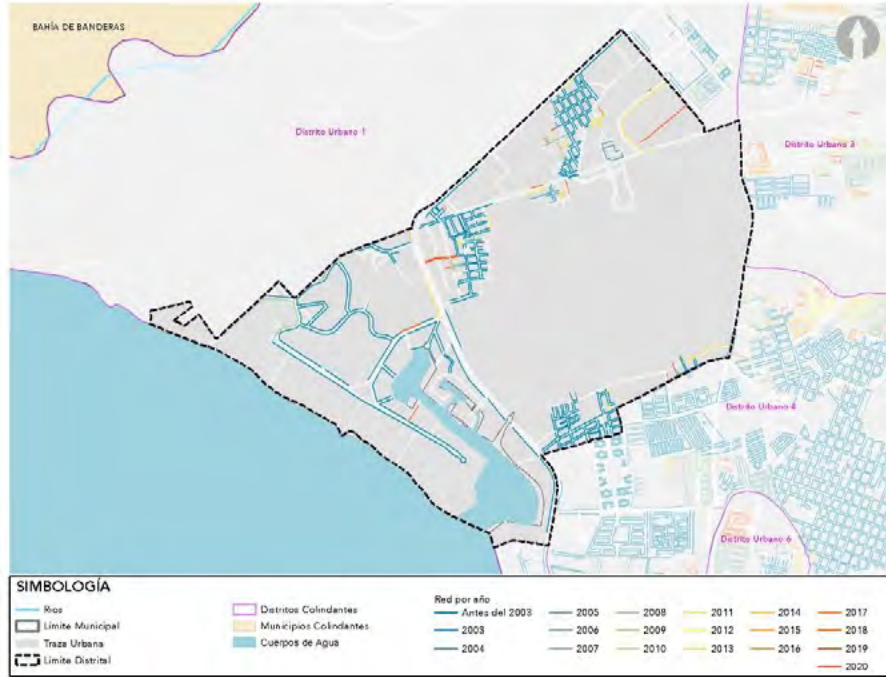 BAHÍA DE BANDERAS
Distrito Urbano 1
Distrito Urbano 3
Distrito Urbano 4
Distrito Urbano 6
SIMBOLOGÍA
Ríos
Límite Municipal
Traza Urbana
Límite Distrital
Distritos Colindantes
Municipios Colindantes
Cuerpos de Agua
Red por año
Antes del 2003
2003
2004
2005
2006
2007
2008
2009
2010
2011
2012
2013
2014
2015
2016
2017
2018
2019
2020